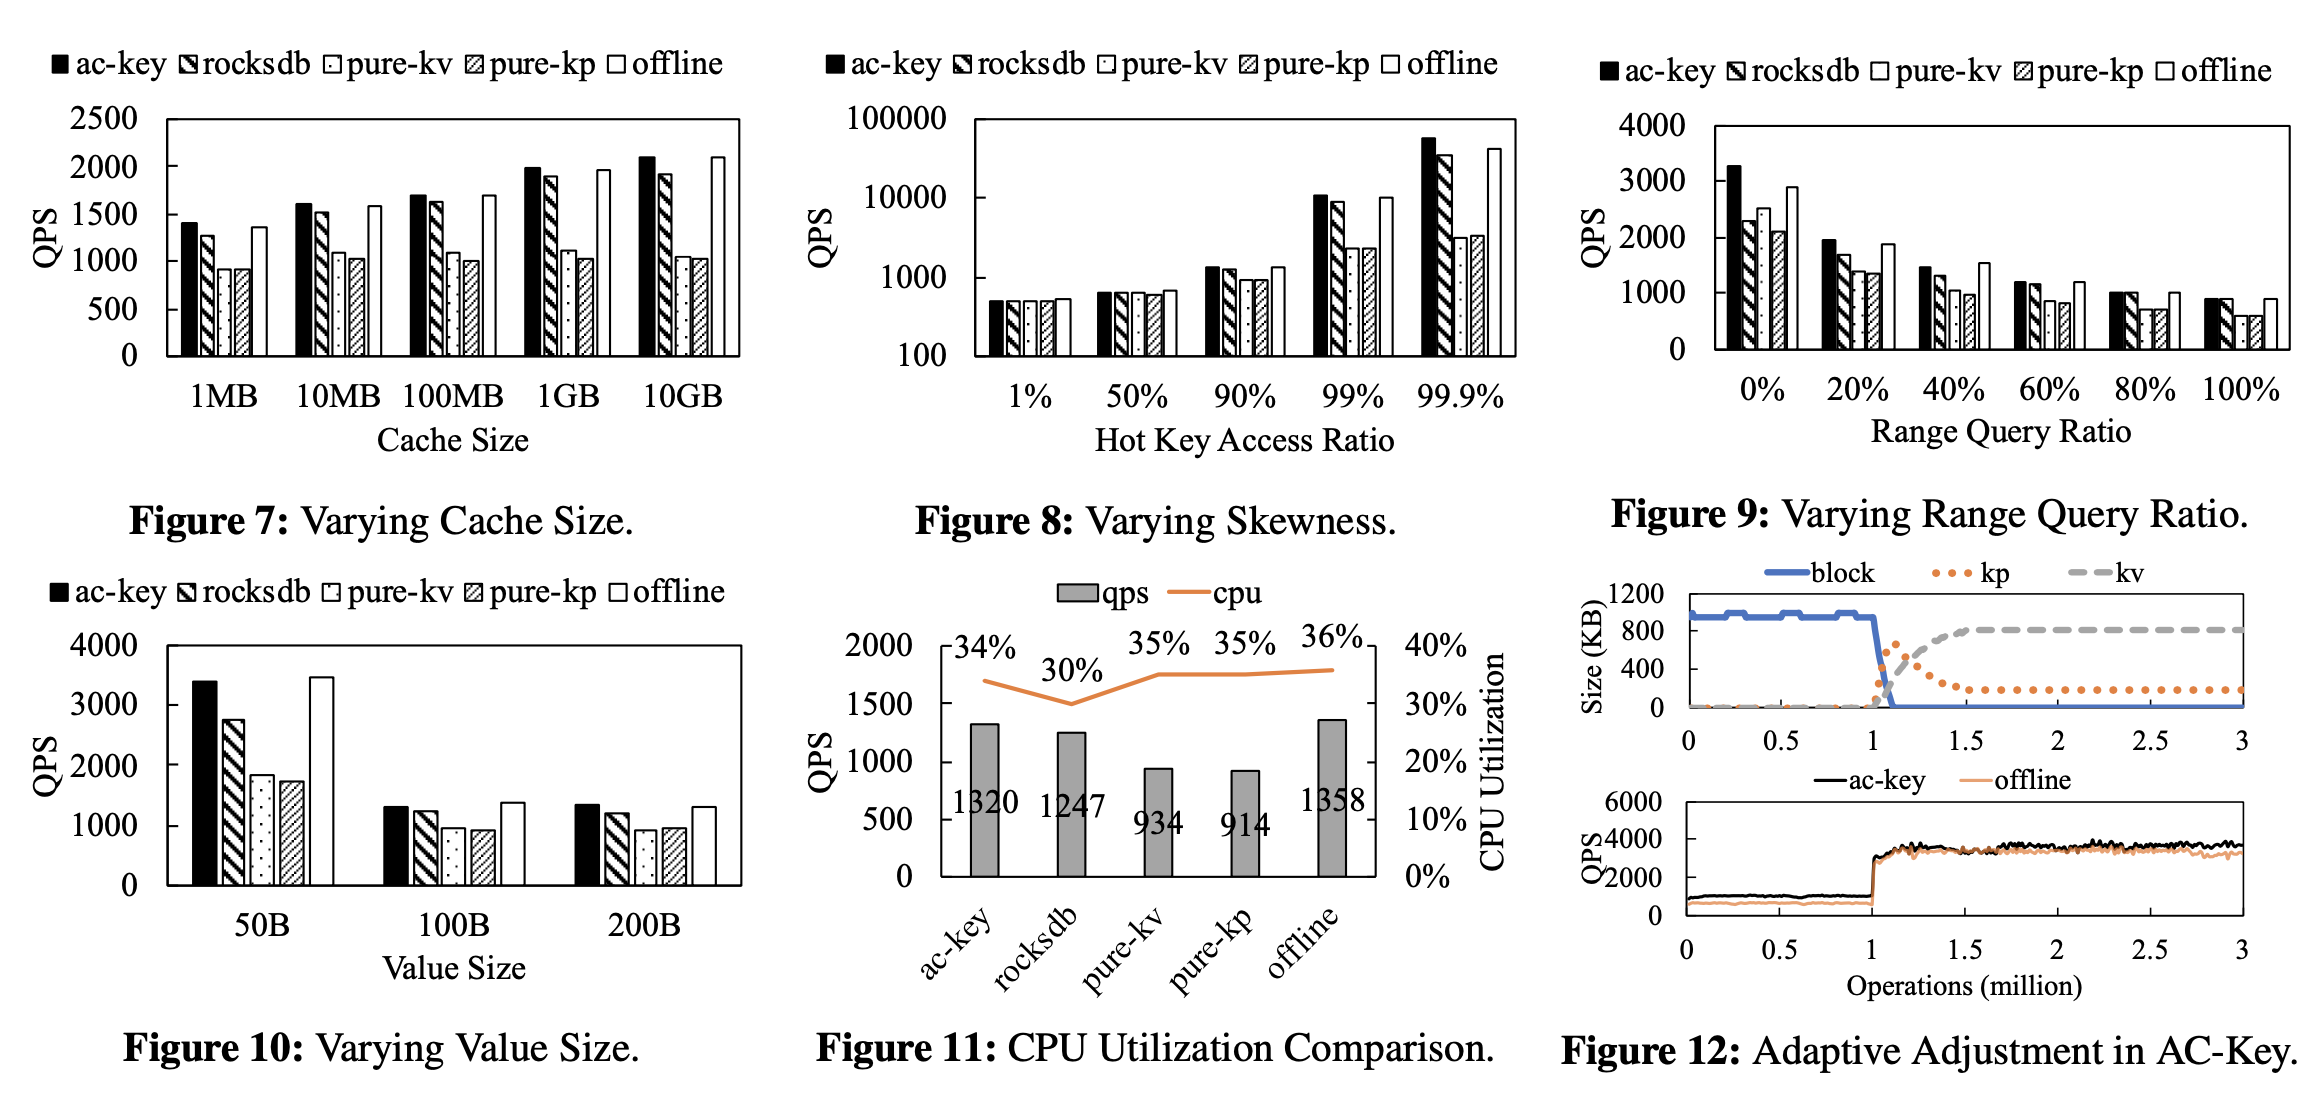 ac-key rocksdb pure-kv pure-kp offline
2500
2000
1500
1000
500
0
QPS
1MB 10MB 100MB 1GB 10GB
Cache Size
Figure 7: Varying Cache Size.
ac-key rocksdb pure-kv pure-kp offline
100000
10000
1000
100
QPS
1% 50% 90% 99% 99.9%
Hot Key Access Ratio
Figure 8: Varying Skewness.
ac-key rocksdb pure-kv pure-kp offline
4000
3000
2000
1000
0
QPS
0% 20% 40% 60% 80% 100%
Range Query Ratio
Figure 9: Varying Range Query Ratio.
ac-key rocksdb pure-kv pure-kp offline
4000
3000
2000
1000
0
QPS
50B 100B 200B
Value Size
Figure 10: Varying Value Size.
qps cpu
2000
1500
1000
500
0
QPS
34% 30% 35% 35% 36%
1320 1247 934 914 1358
40%
30%
20%
10%
0%
CPU Utilization
ac-key rocksdb pure-kv pure-kp offline
Figure 11: CPU Utilization Comparison.
block kp kv
1200
800
400
0
Size (KB)
0 0.5 1 1.5 2 2.5 3
ac-key offline
6000
4000
2000
0
QPS
0 0.5 1 1.5 2 2.5 3
Operations (million)
Figure 12: Adaptive Adjustment in AC-Key.